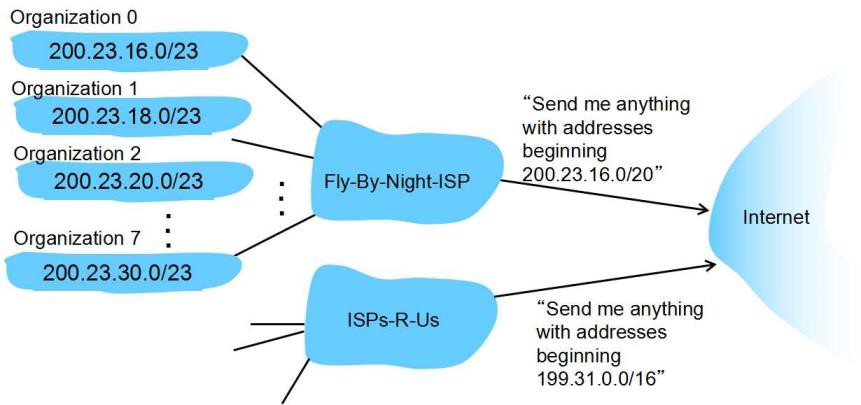 Organization 0
200.23.16.0/23
Organization 1
200.23.18.0/23
Organization 2
200.23.20.0/23
Organization 7
200.23.30.0/23
Fly-By-Night-ISP
“Send me anything
with addresses
beginning
200.23.16.0/20”
Internet
ISPs-R-Us
“Send me anything
with addresses
beginning
199.31.0.0/16”